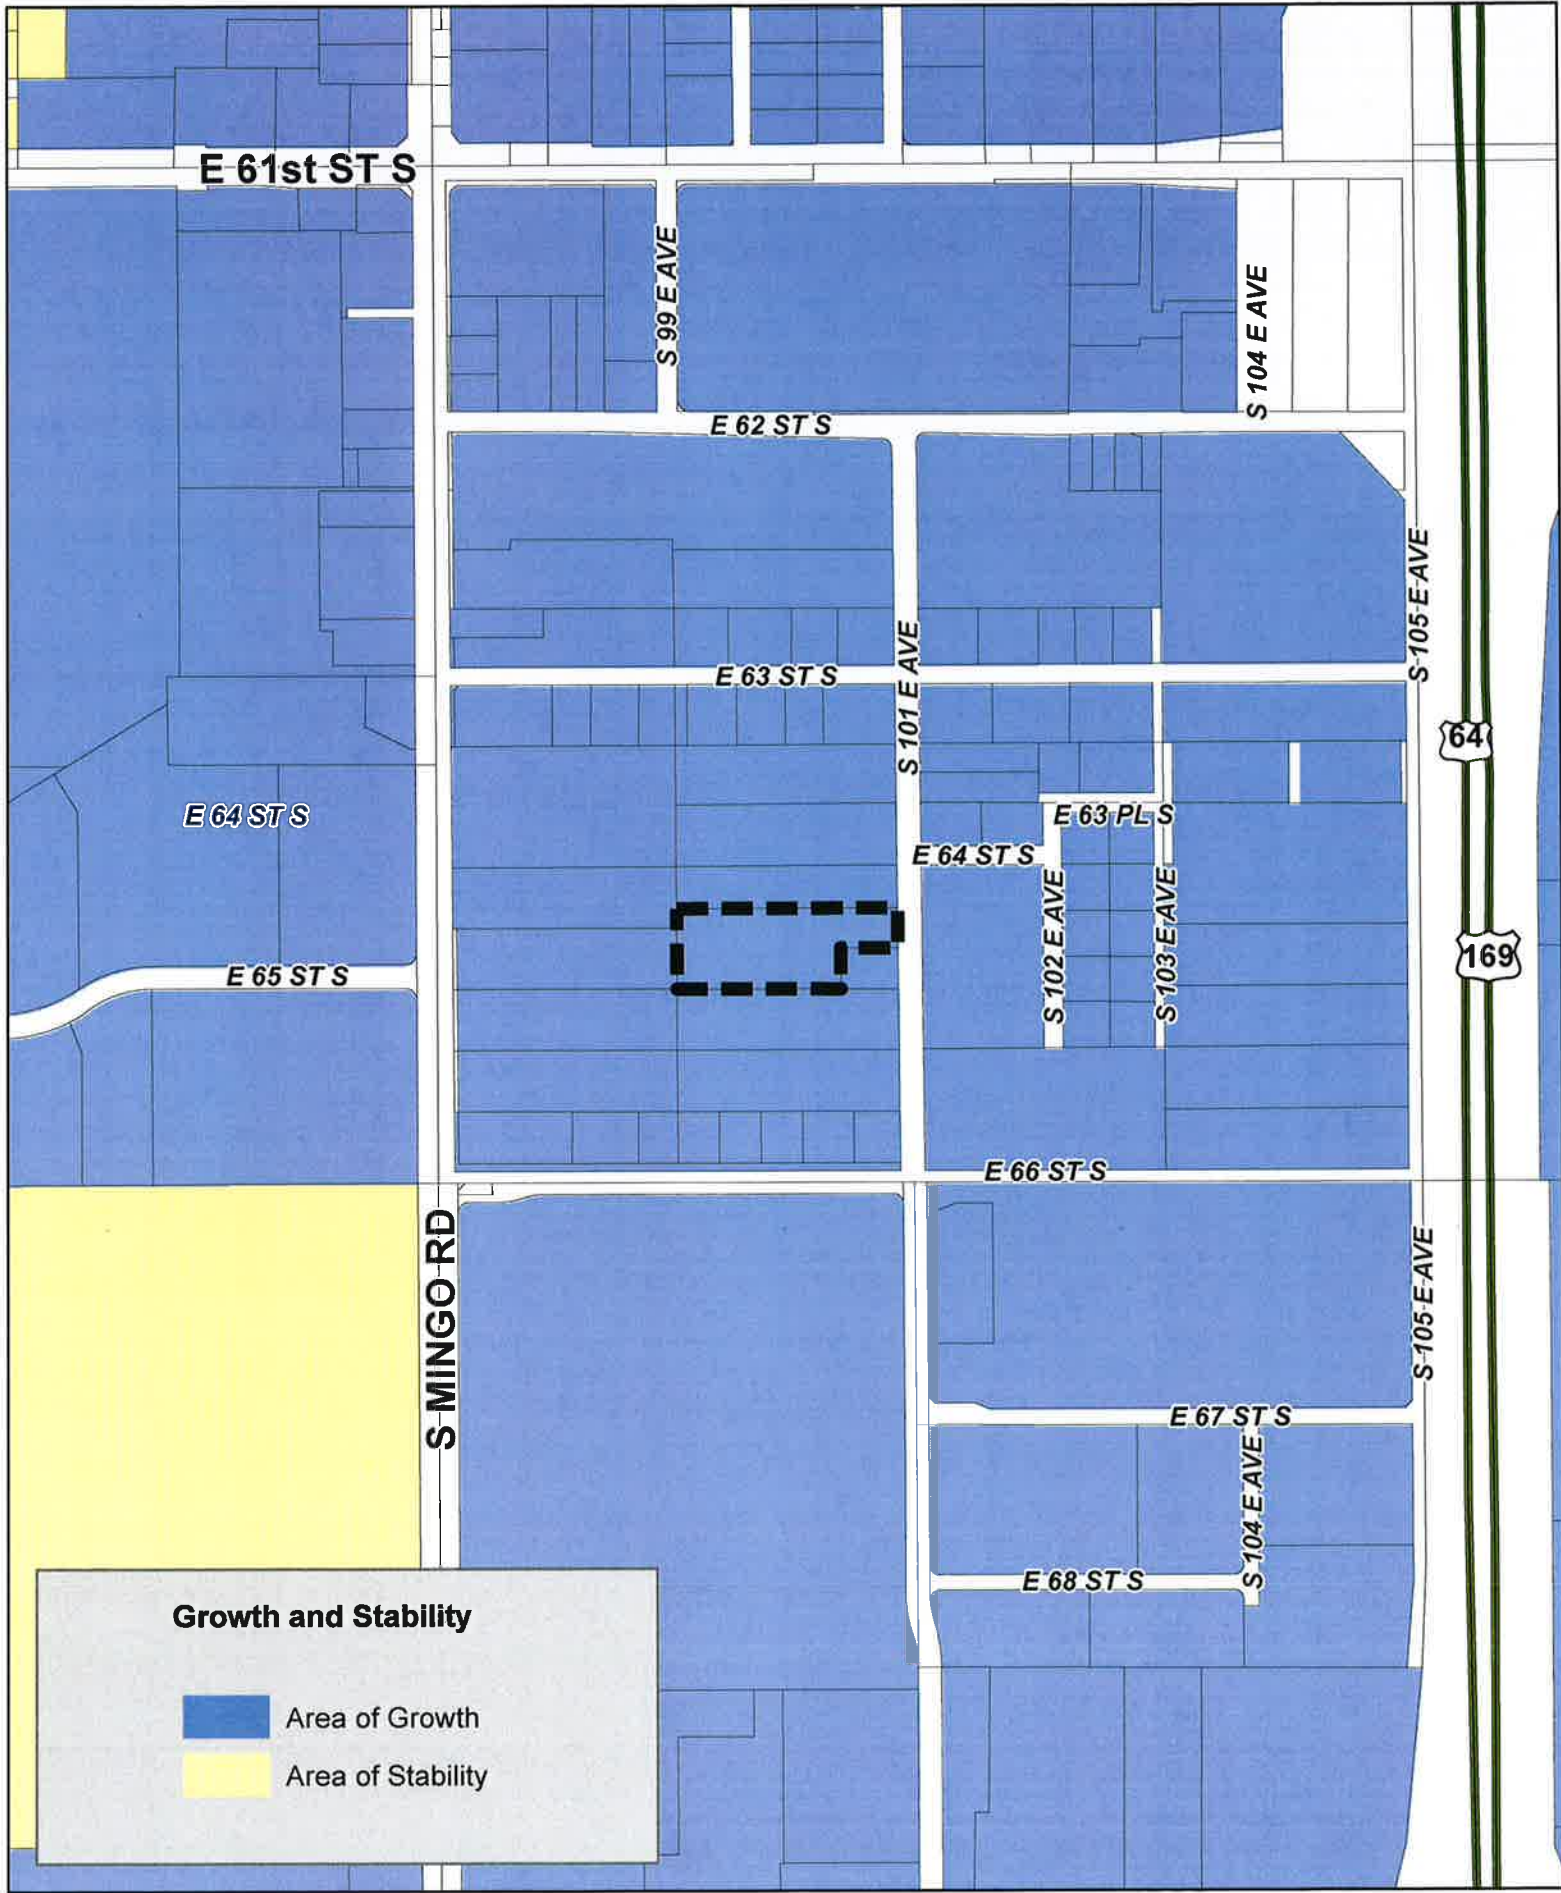 E 61st ST S
S 99 E AVE
S 104 E AVE
E 62 ST S
S 105 E AVE
S 101 E AVE
E 63 ST S
64
E 64 ST S
E 63 PL S
E 64 ST S
S 102 E AVE
S 103 E AVE
169
E 65 ST S
E 66 ST S
S MINGO RD
S 105 E AVE
E 67 ST S
S 104 E AVE
E 68 ST S
Growth and Stability
Area of Growth
Area of Stability